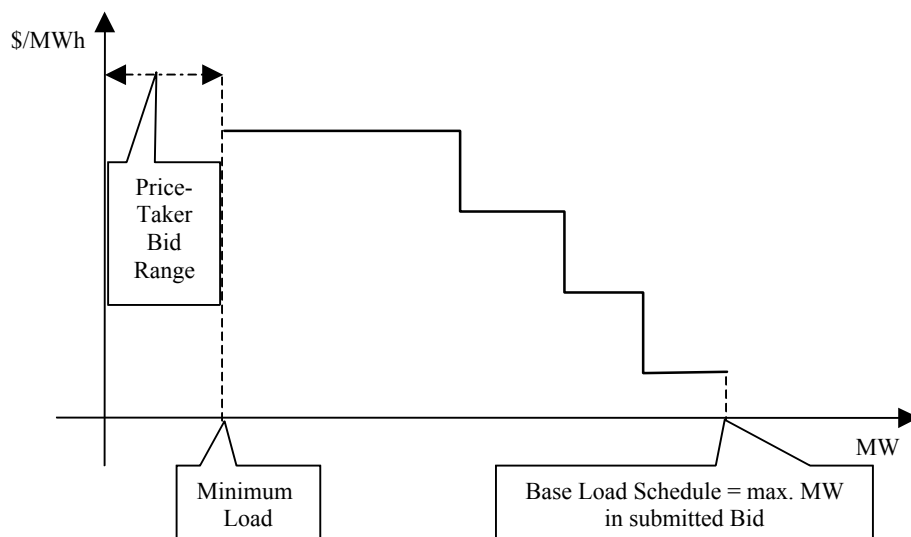 $/MWh
Price-
Taker
Bid
Range
MW
Minimum
Load
Base Load Schedule = max. MW
in submitted Bid